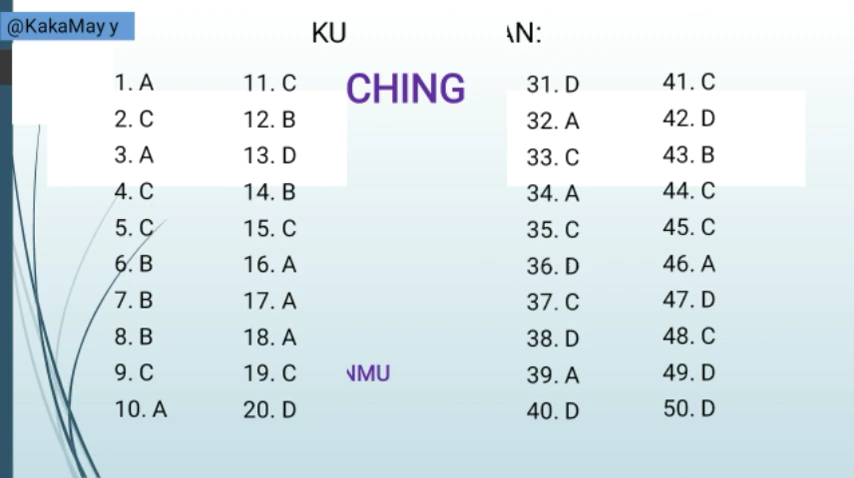 @KakaMay y
KU
AN:
CHING
1. A
2. C
3. A
4. C
5. C
6. B
7. B
8. B
9. C
10. A
11. C
12. B
13. D
14. B
15. C
16. A
17. A
18. A
19. C
20. D
NMU
31. D
32. A
33. C
34. A
35. C
36. D
37. C
38. D
39. A
40. D
41. C
42. D
43. B
44. C
45. C
46. A
47. D
48. C
49. D
50. D